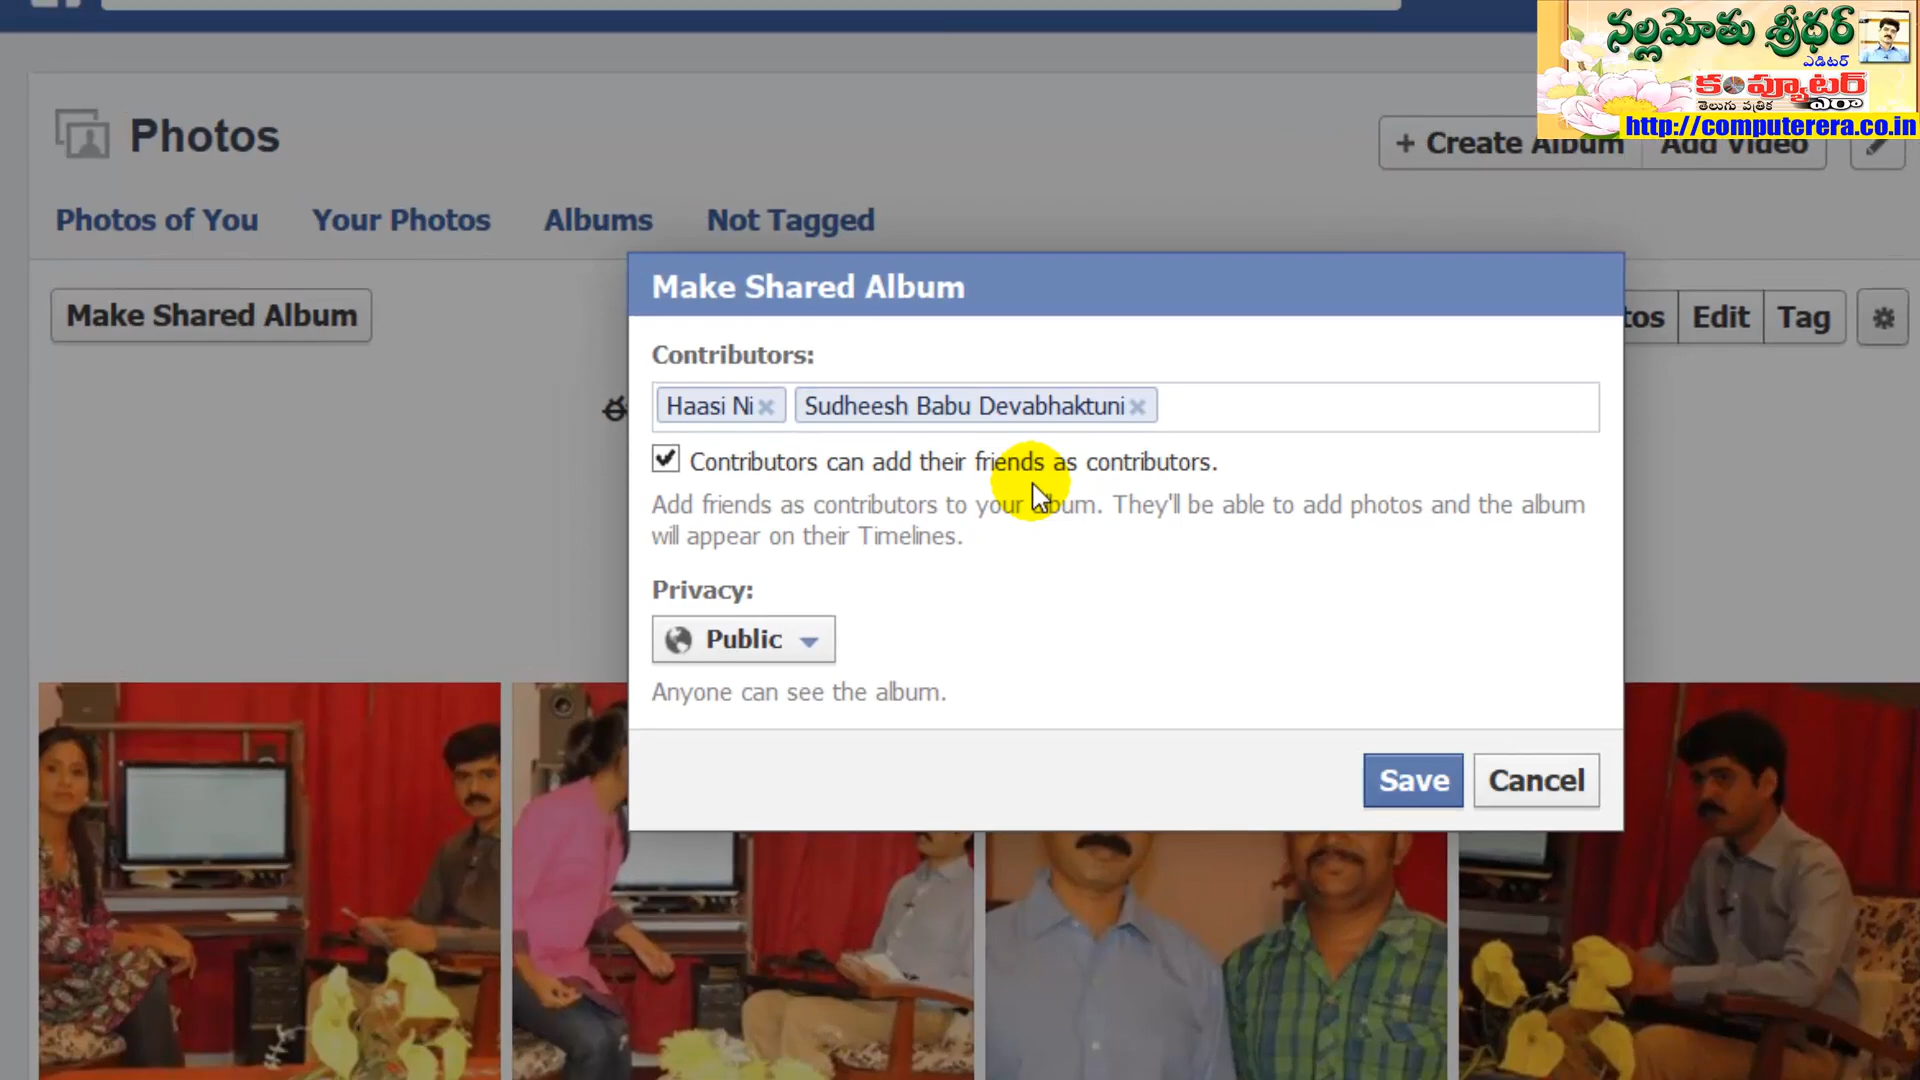 నల్లమోతు శ్రీధర్
ఎడిటర్
కంప్యూటర్
తెలుగు పత్రిక ఎరా
http://computerera.co.in
Photos
+ Create Album Add Video
Photos of You Your Photos Albums Not Tagged
Make Shared Album
Make Shared Album
tos Edit Tag
Contributors:
Haasi Ni Sudheesh Babu Devabhaktuni
Contributors can add their friends as contributors.
Add friends as contributors to your album. They'll be able to add photos and the album
will appear on their Timelines.
Privacy:
Public
Anyone can see the album.
Save Cancel